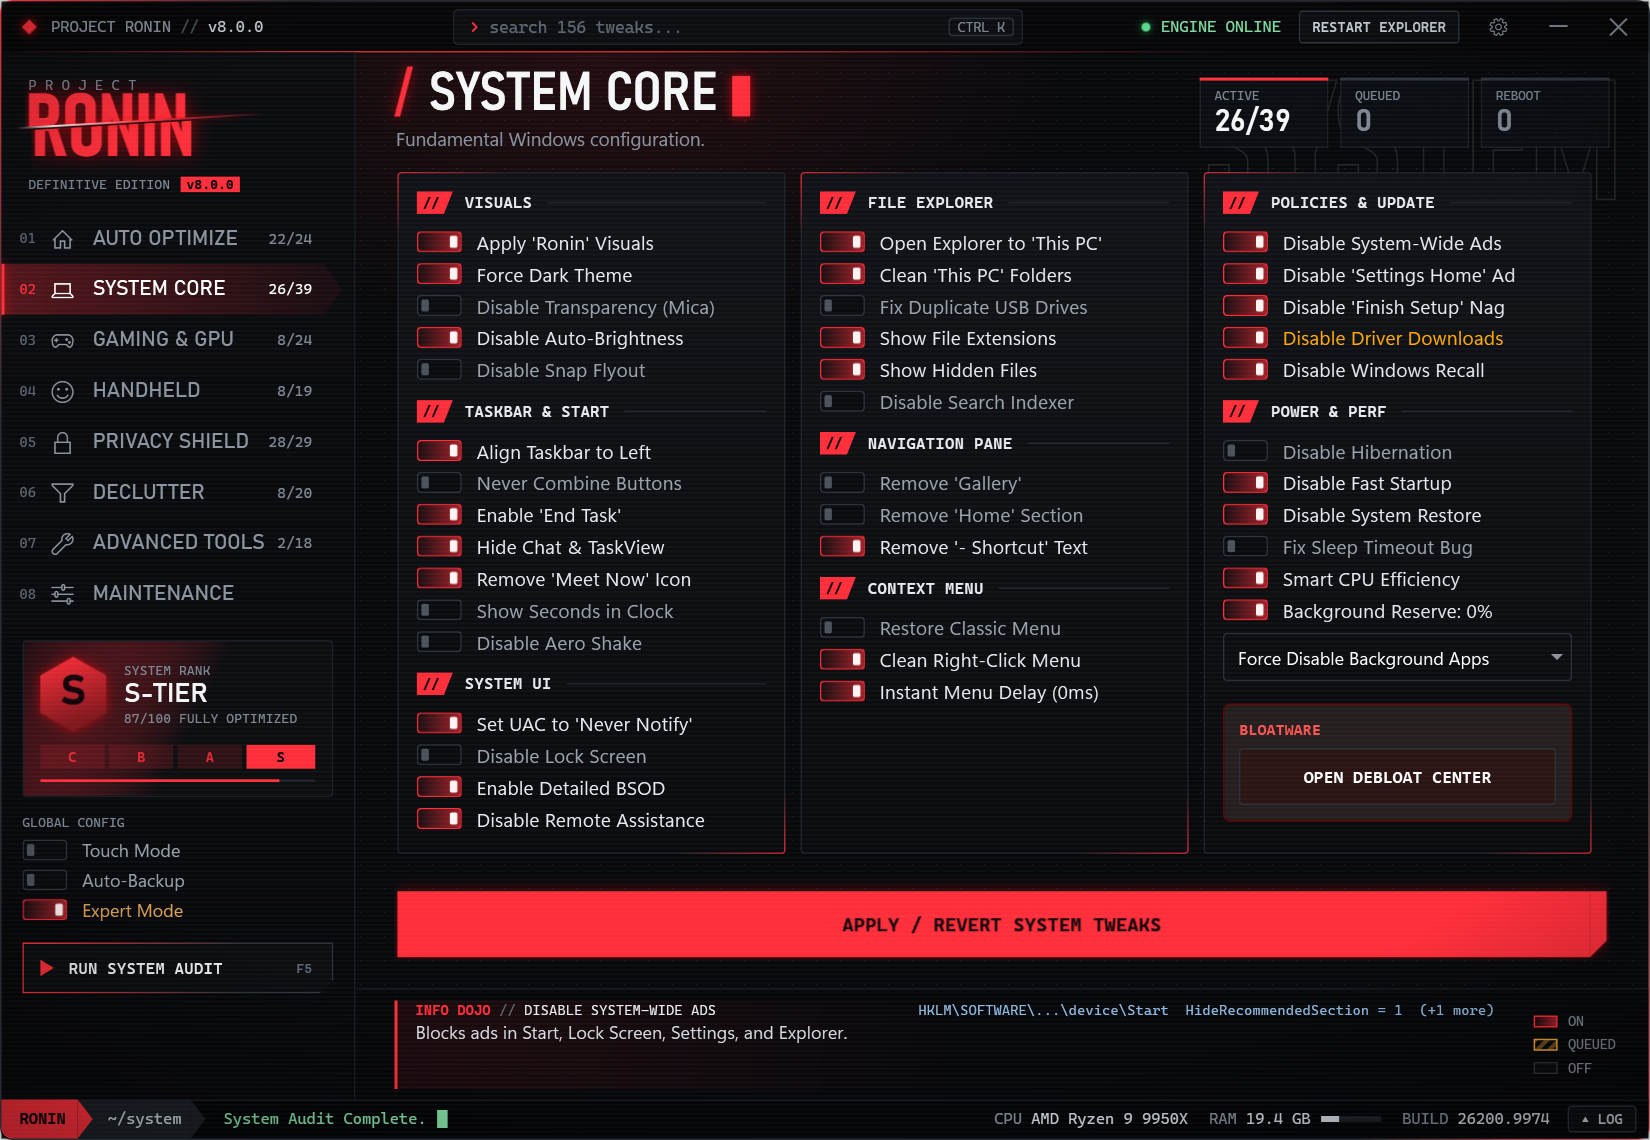 PROJECT RONIN // v8.0.0
search 156 tweaks...
CTRL K
ENGINE ONLINE
RESTART EXPLORER
PROJECT
RONIN
DEFINITIVE EDITION v8.0.0
01 AUTO OPTIMIZE 22/24
02 SYSTEM CORE 26/39
03 GAMING & GPU 8/24
04 HANDHELD 8/19
05 PRIVACY SHIELD 28/29
06 DECLUTTER 8/20
07 ADVANCED TOOLS 2/18
08 MAINTENANCE
S
SYSTEM RANK
S-TIER
87/100 FULLY OPTIMIZED
C B A S
GLOBAL CONFIG
Touch Mode
Auto-Backup
Expert Mode
RUN SYSTEM AUDIT F5
/ SYSTEM CORE
Fundamental Windows configuration.
SYSTEM
ACTIVE
26/39
QUEUED
0
REBOOT
0
// VISUALS
Apply 'Ronin' Visuals
Force Dark Theme
Disable Transparency (Mica)
Disable Auto-Brightness
Disable Snap Flyout
// TASKBAR & START
Align Taskbar to Left
Never Combine Buttons
Enable 'End Task'
Hide Chat & TaskView
Remove 'Meet Now' Icon
Show Seconds in Clock
Disable Aero Shake
// SYSTEM UI
Set UAC to 'Never Notify'
Disable Lock Screen
Enable Detailed BSOD
Disable Remote Assistance
// FILE EXPLORER
Open Explorer to 'This PC'
Clean 'This PC' Folders
Fix Duplicate USB Drives
Show File Extensions
Show Hidden Files
Disable Search Indexer
// NAVIGATION PANE
Remove 'Gallery'
Remove 'Home' Section
Remove '- Shortcut' Text
// CONTEXT MENU
Restore Classic Menu
Clean Right-Click Menu
Instant Menu Delay (0ms)
// POLICIES & UPDATE
Disable System-Wide Ads
Disable 'Settings Home' Ad
Disable 'Finish Setup' Nag
Disable Driver Downloads
Disable Windows Recall
// POWER & PERF
Disable Hibernation
Disable Fast Startup
Disable System Restore
Fix Sleep Timeout Bug
Smart CPU Efficiency
Background Reserve: 0%
Force Disable Background Apps
BLOATWARE
OPEN DEBLOAT CENTER
APPLY / REVERT SYSTEM TWEAKS
INFO DOJO // DISABLE SYSTEM-WIDE ADS
HKLM\SOFTWARE\...\device\Start HideRecommendedSection = 1 (+1 more)
Blocks ads in Start, Lock Screen, Settings, and Explorer.
ON
QUEUED
OFF
RONIN ~/system System Audit Complete.
CPU AMD Ryzen 9 9950X RAM 19.4 GB BUILD 26200.9974 ▲ LOG